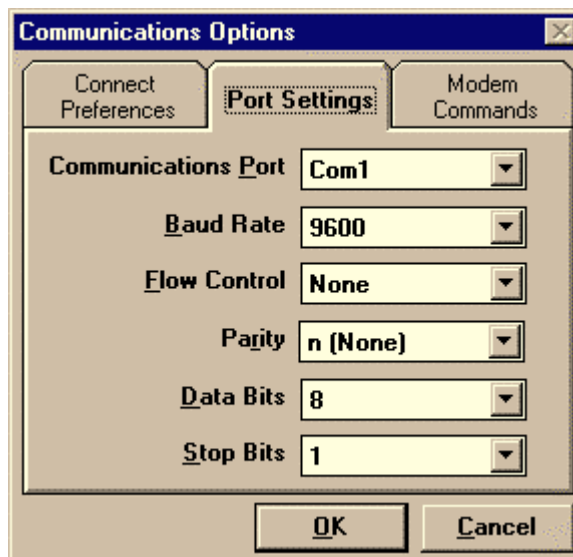 Communications Options
Connect
Preferences
Port Settings
Modem
Commands
Communications Port Com1
Baud Rate 9600
Flow Control None
Parity n (None)
Data Bits 8
Stop Bits 1
OK Cancel